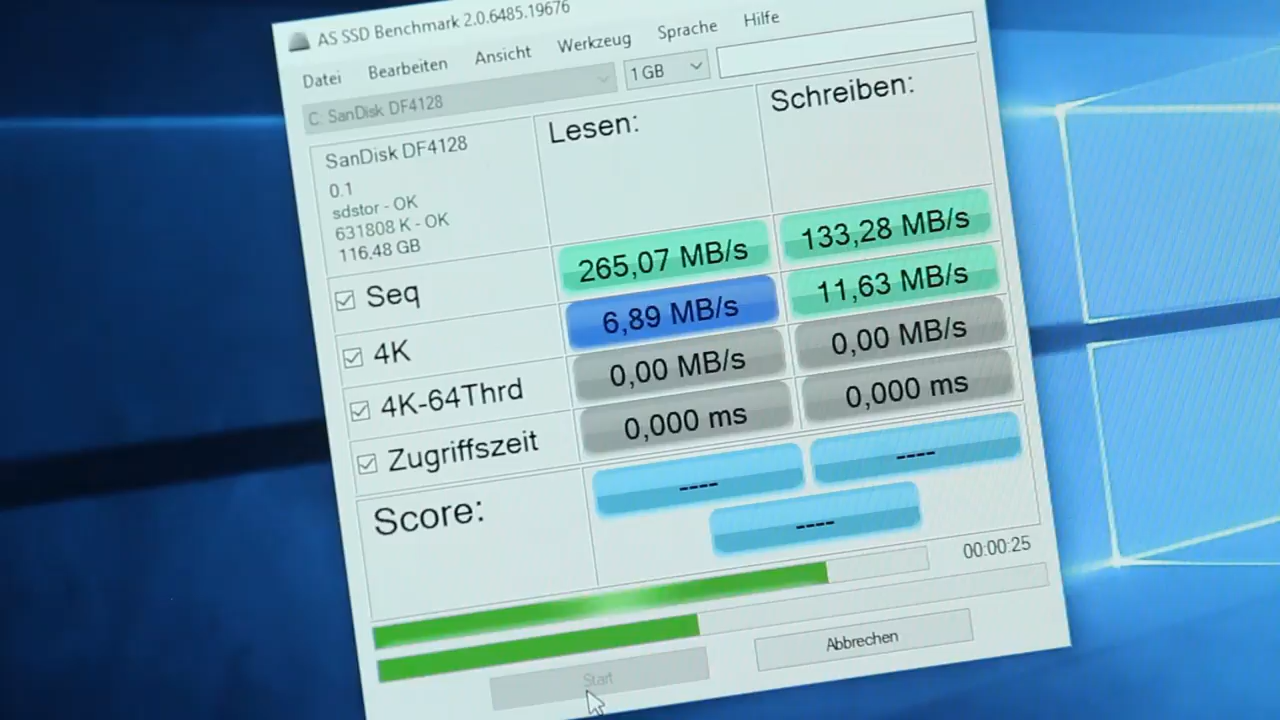 AS SSD Benchmark 2.0.6485.19676
Datei Bearbeiten Ansicht Werkzeug Sprache Hilfe
C: SanDisk DF4128 1 GB
SanDisk DF4128
0.1
sdstor - OK
631808 K - OK
116,48 GB
Lesen: Schreiben:
Seq 265,07 MB/s 133,28 MB/s
4K 6,89 MB/s 11,63 MB/s
4K-64Thrd 0,00 MB/s 0,00 MB/s
Zugriffszeit 0,000 ms 0,000 ms
Score: ---- ----
----
00:00:25
Start Abbrechen